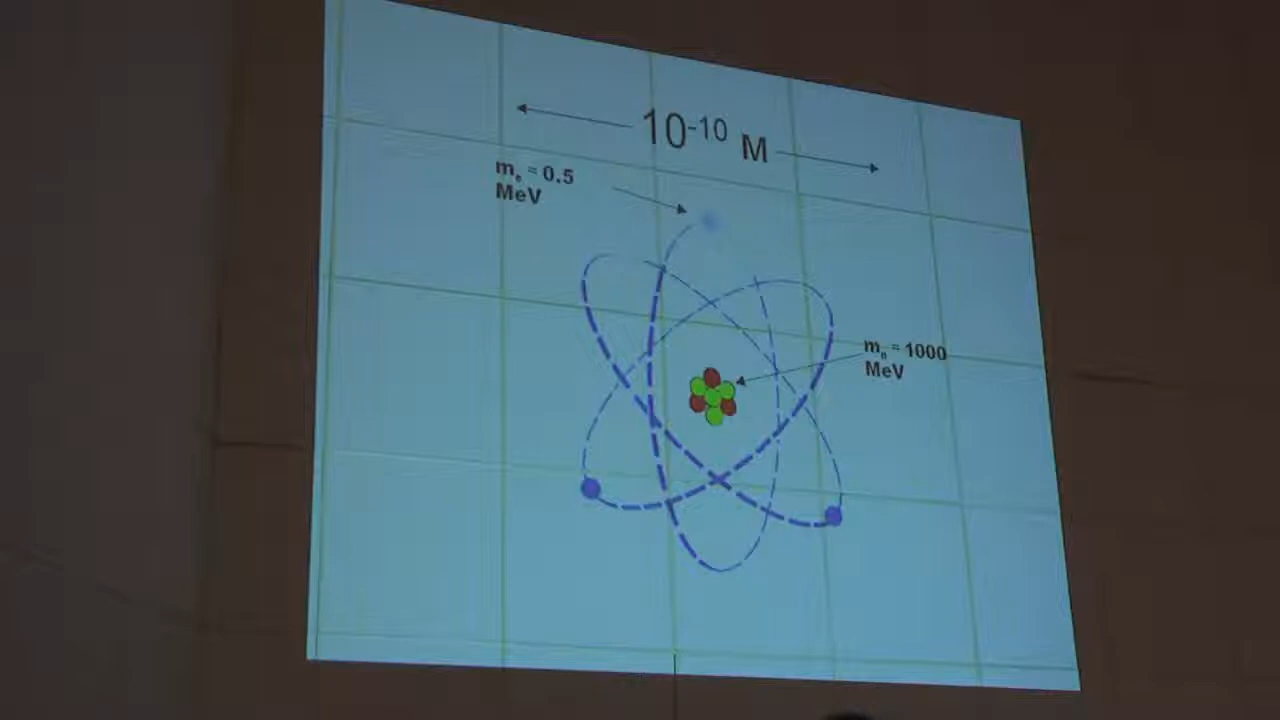 10⁻¹⁰ M
mₑ = 0.5
MeV
mₙ = 1000
MeV